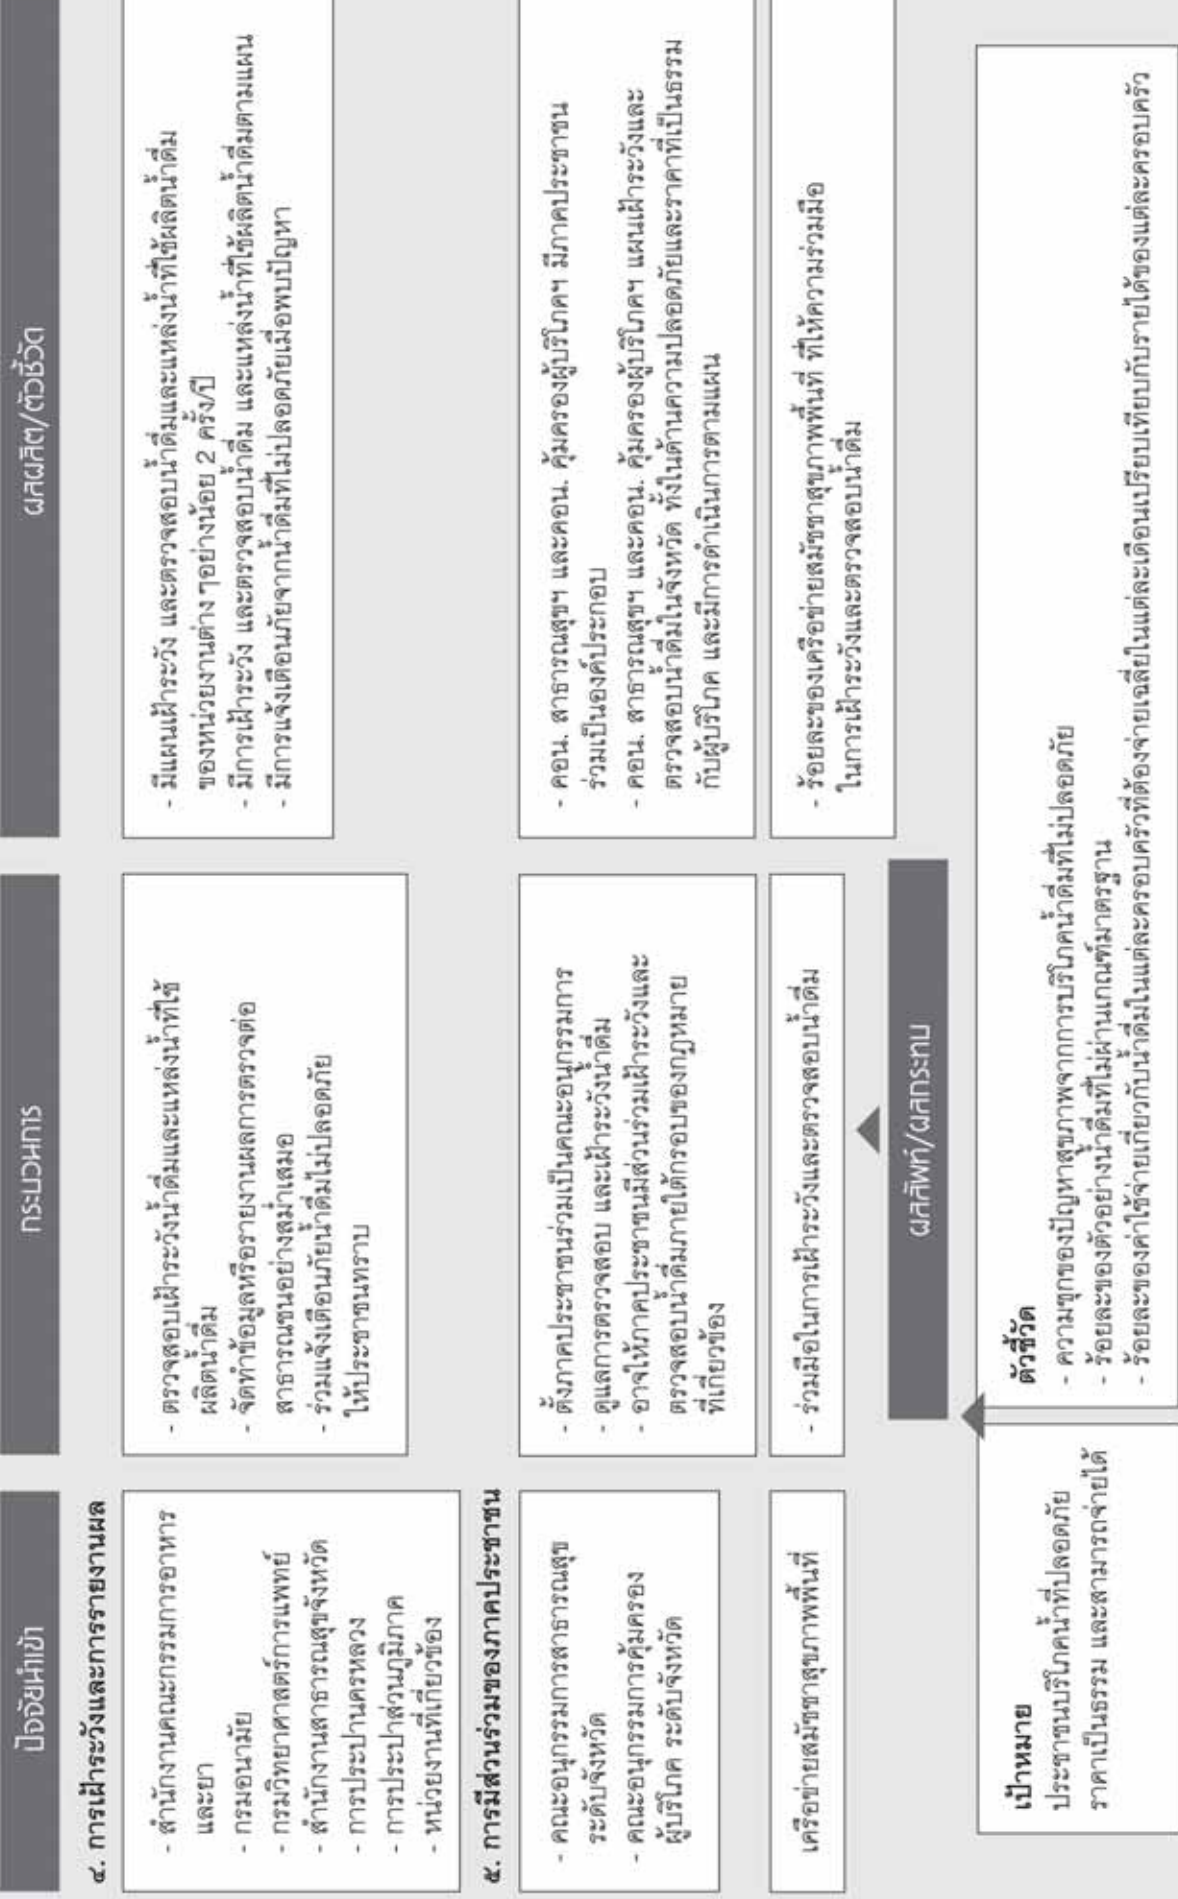 ปัจจัยนำเข้า
กระบวนการ
ผลผลิต/ตัวชี้วัด
๔. การเฝ้าระวังและการรายงานผล
- สำนักงานคณะกรรมการอาหาร
และยา
- กรมอนามัย
- กรมวิทยาศาสตร์การแพทย์
- สำนักงานสาธารณสุขจังหวัด
- การประปานครหลวง
- การประปาส่วนภูมิภาค
- หน่วยงานที่เกี่ยวข้อง
- ตรวจสอบเฝ้าระวังน้ำดื่มและแหล่งน้ำที่ใช้
ผลิตน้ำดื่ม
- จัดทำข้อมูลหรือรายงานผลการตรวจต่อ
สาธารณชนอย่างสม่ำเสมอ
- ร่วมแจ้งเตือนภัยน้ำดื่มไม่ปลอดภัย
ให้ประชาชนทราบ
- มีแผนเฝ้าระวัง และตรวจสอบน้ำดื่มและแหล่งน้ำที่ใช้ผลิตน้ำดื่ม
ของหน่วยงานต่าง ๆอย่างน้อย 2 ครั้ง/ปี
- มีการเฝ้าระวัง และตรวจสอบน้ำดื่ม และแหล่งน้ำที่ใช้ผลิตน้ำดื่มตามแผน
- มีการแจ้งเตือนภัยจากน้ำดื่มที่ไม่ปลอดภัยเมื่อพบปัญหา
๕. การมีส่วนร่วมของภาคประชาชน
- คณะอนุกรรมการสาธารณสุข
ระดับจังหวัด
- คณะอนุกรรมการคุ้มครอง
ผู้บริโภค ระดับจังหวัด
- ตั้งภาคประชาชนร่วมเป็นคณะอนุกรรมการ
- ดูแลการตรวจสอบ และเฝ้าระวังน้ำดื่ม
- อาจให้ภาคประชาชนมีส่วนร่วมเฝ้าระวังและ
ตรวจสอบน้ำดื่มภายใต้กรอบของกฎหมาย
ที่เกี่ยวข้อง
- คอน. สาธารณสุขฯ และคอน. คุ้มครองผู้บริโภคฯ มีภาคประชาชน
ร่วมเป็นองค์ประกอบ
- คอน. สาธารณสุขฯ และคอน. คุ้มครองผู้บริโภคฯ แผนเฝ้าระวังและ
ตรวจสอบน้ำดื่มในจังหวัด ทั้งในด้านความปลอดภัยและราคาที่เป็นธรรม
กับผู้บริโภค และมีการดำเนินการตามแผน
เครือข่ายสมัชชาสุขภาพพื้นที่
- ร่วมมือในการเฝ้าระวังและตรวจสอบน้ำดื่ม
- ร้อยละของเครือข่ายสมัชชาสุขภาพพื้นที่ ที่ให้ความร่วมมือ
ในการเฝ้าระวังและตรวจสอบน้ำดื่ม
ผลลัพท์/ผลกระทบ
เป้าหมาย
ประชาชนบริโภคน้ำที่ปลอดภัย
ราคาเป็นธรรม และสามารถจ่ายได้
ตัวชี้วัด
- ความชุกของปัญหาสุขภาพจากการบริโภคน้ำดื่มที่ไม่ปลอดภัย
- ร้อยละของตัวอย่างน้ำดื่มที่ไม่ผ่านเกณฑ์มาตรฐาน
- ร้อยละของค่าใช้จ่ายเกี่ยวกับน้ำดื่มในแต่ละครอบครัวที่ต้องจ่ายเฉลี่ยในแต่ละเดือนเปรียบเทียบกับรายได้ของแต่ละครอบครัว